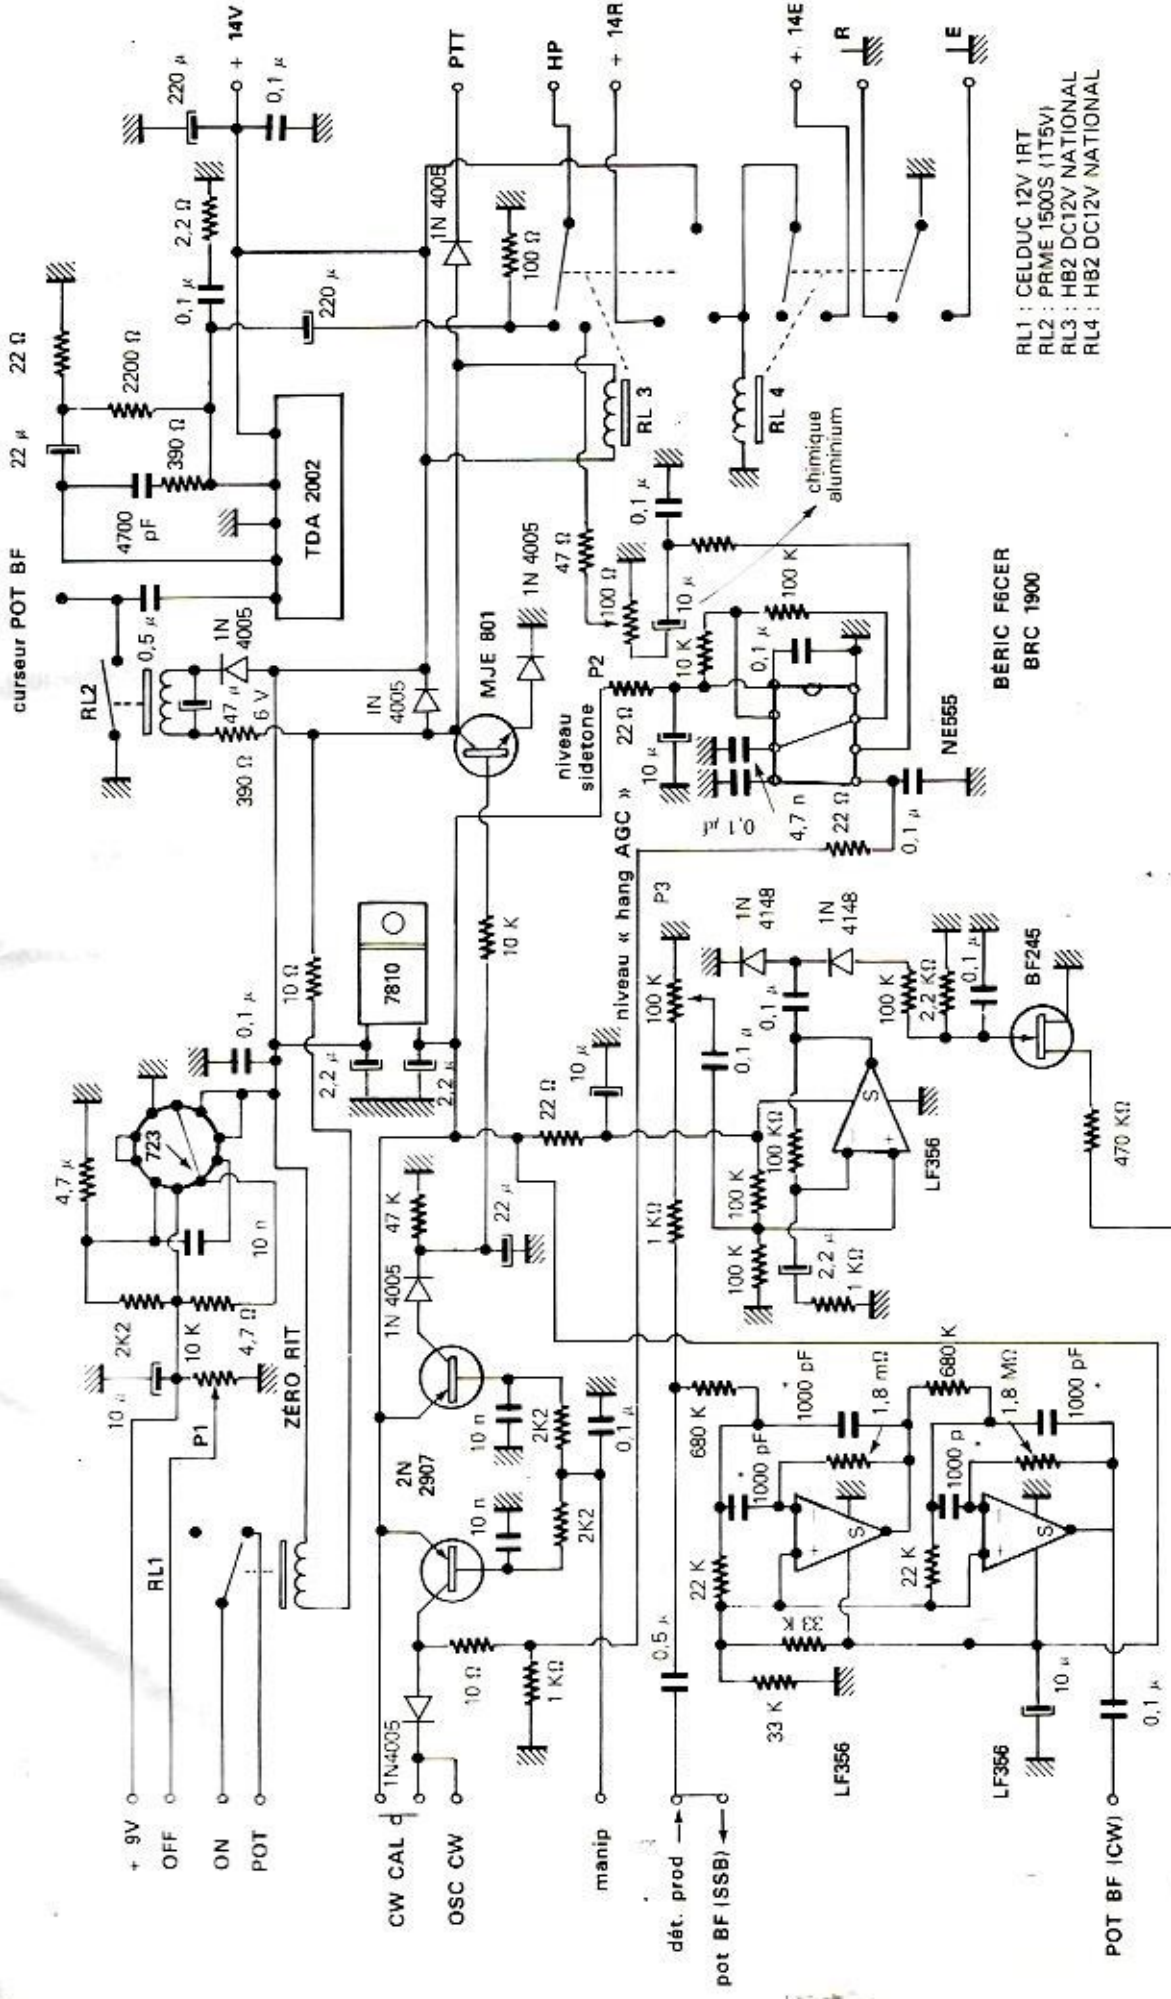 + 9V
OFF
ON
POT
CW CAL
OSC CW
manip
dét. prod →
pot BF (SSB) ←
POT BF (CW)
RL1
ZÉRO RIT
P1
10 µ
2K2
10 K
4,7 Ω
4,7 µ
723
10 n
0,1 µ
10 Ω
1N4005
10 Ω
1 KΩ
2N
2907
10 n
10 n
2K2
2K2
0,1 µ
1N 4005
47 K
22 µ
2,2 µ
2,2 µ
7810
10 K
22 Ω
10 µ
curseur POT BF
RL2
0,5 µ
47 µ
6 V
1N
4005
390 Ω
4700
pF
390 Ω
22 µ
22 Ω
2200 Ω
TDA 2002
0,1 µ
2,2 Ω
220 µ
220 µ
0,1 µ
+ 14V
1N 4005
PTT
HP
+ 14R
+ 14E
R
E
100 Ω
1N
4005
MJE 801
1N 4005
RL 3
RL 4
47 Ω
100 Ω
P2
niveau
sidetone
22 Ω
10 µ
10 K
10 µ
0,1 µ
chimique
aluminium
100 K
0,1 µ
0,1 µf
4,7 n
22 Ω
0,1 µ
NE555
BÉRIC F6CER
BRC 1900
RL1 : CELDUC 12V 1RT
RL2 : PRME 1500S (1T5V)
RL3 : HB2 DC12V NATIONAL
RL4 : HB2 DC12V NATIONAL
niveau « hang AGC »
P3
100 K
1 KΩ
0,1 µ
100 K
100 K
100 KΩ
2,2 µ
1 KΩ
S
+
LF356
0,1 µ
1N
4148
1N
4148
100 K
2,2 KΩ
0,1 µ
BF245
470 KΩ
0,5 µ
680 K
22 K
1000 pF
1000 pF
1,8 mΩ
33 K
33 K
+
S
LF356
680 K
22 K
1000 p
1,8 MΩ
1000 pF
+
S
LF356
10 µ
0,1 µ